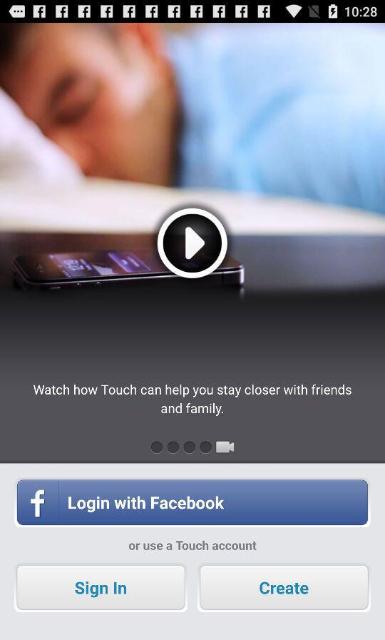 10:28
Watch how Touch can help you stay closer with friends
and family.
f Login with Facebook
or use a Touch account
Sign In Create